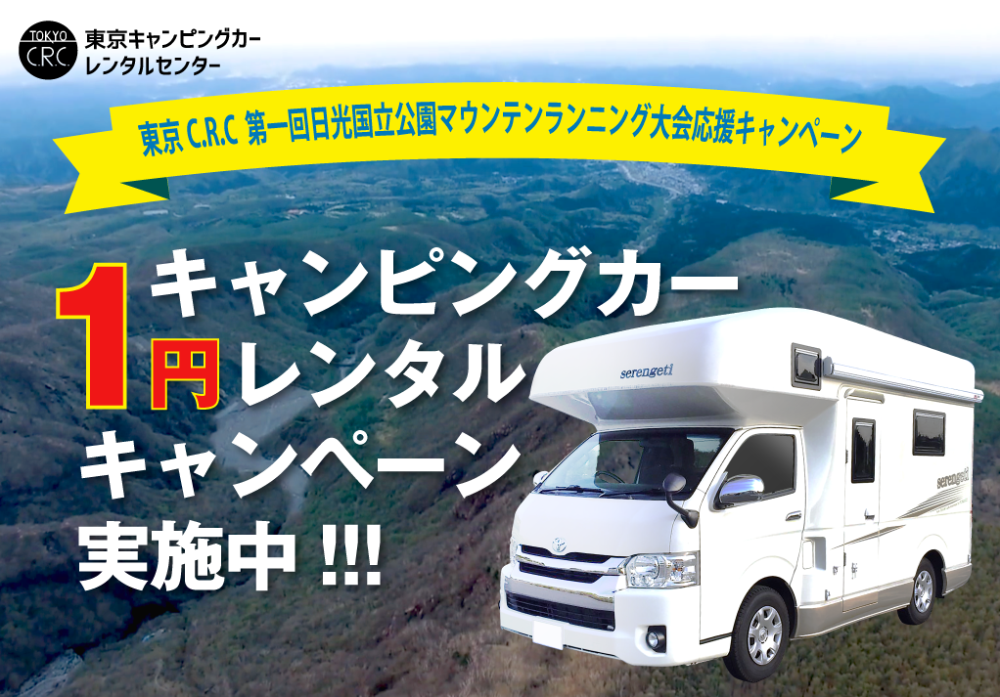 TOKYO
C.R.C.
東京キャンピングカー
レンタルセンター
東京 C.R.C 第一回日光国立公園マウンテンランニング大会応援キャンペーン
キャンピングカー
1円レンタル
キャンペーン
実施中 !!!
serengeti
serengeti